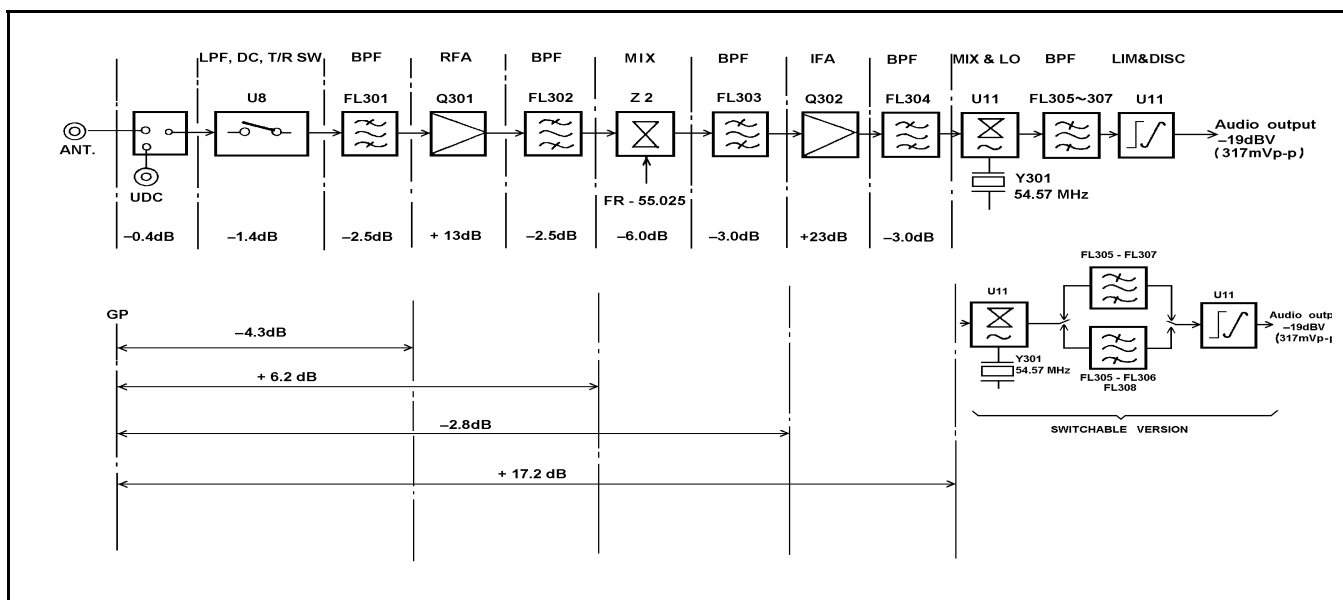 LPF, DC, T/R SW BPF RFA BPF MIX BPF IFA BPF MIX & LO BPF LIM&DISC
U8 FL301 Q301 FL302 Z 2 FL303 Q302 FL304 U11 FL305~307 U11
ANT.
UDC
FR - 55.025
Y301
54.57 MHz
Audio output
–19dBV
(317mVp-p)
–0.4dB –1.4dB –2.5dB + 13dB –2.5dB –6.0dB –3.0dB +23dB –3.0dB
GP
–4.3dB
+ 6.2 dB
–2.8dB
+ 17.2 dB
FL305 - FL307
U11
U11
Y301
54.57 MHz
FL305 - FL306
FL308
Audio outp
–19dBV
(317mVp-p
SWITCHABLE VERSION